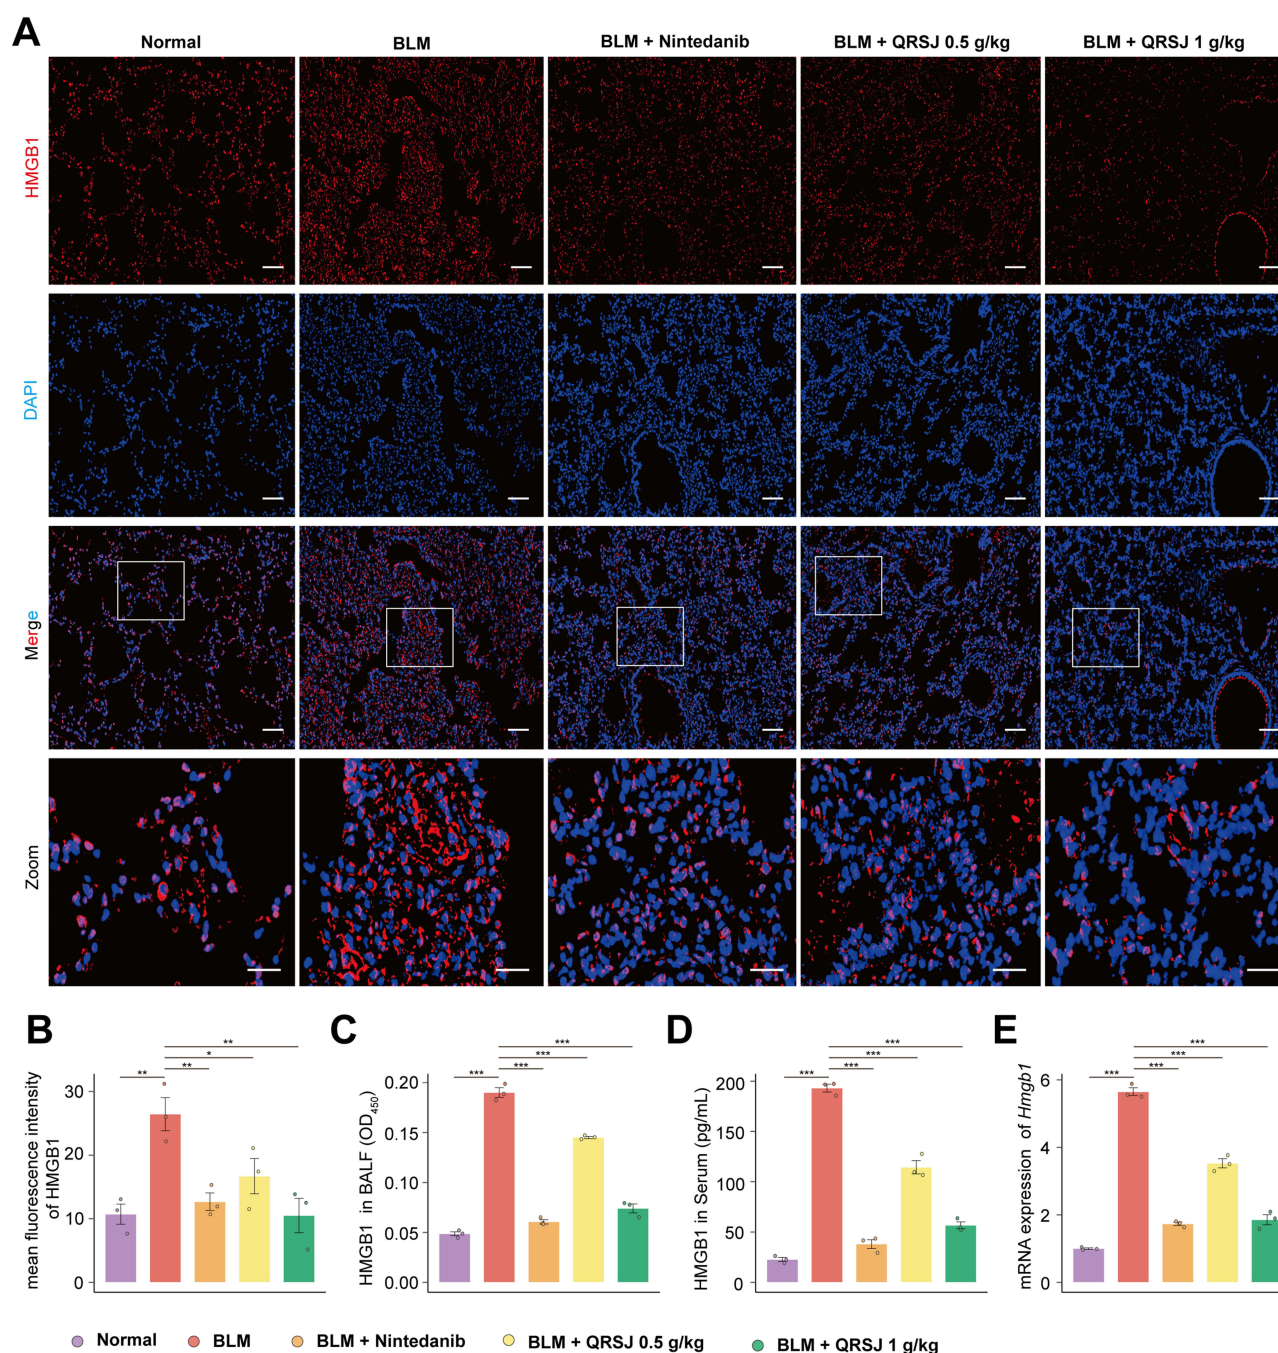 A
Normal
BLM
BLM + Nintedanib
BLM + QRSJ 0.5 g/kg
BLM + QRSJ 1 g/kg
HMGB1
DAPI
Merge
Zoom
B
mean fluorescence intensity
of HMGB1
30
20
10
0
**
**
*
**
C
HMGB1 in BALF (OD450)
0.20
0.15
0.10
0.05
0.00
***
***
***
***
D
HMGB1 in Serum (pg/mL)
200
150
100
50
0
***
***
***
***
E
mRNA expression of Hmgb1
6
4
2
0
***
***
***
***
Normal
BLM
BLM + Nintedanib
BLM + QRSJ 0.5 g/kg
BLM + QRSJ 1 g/kg